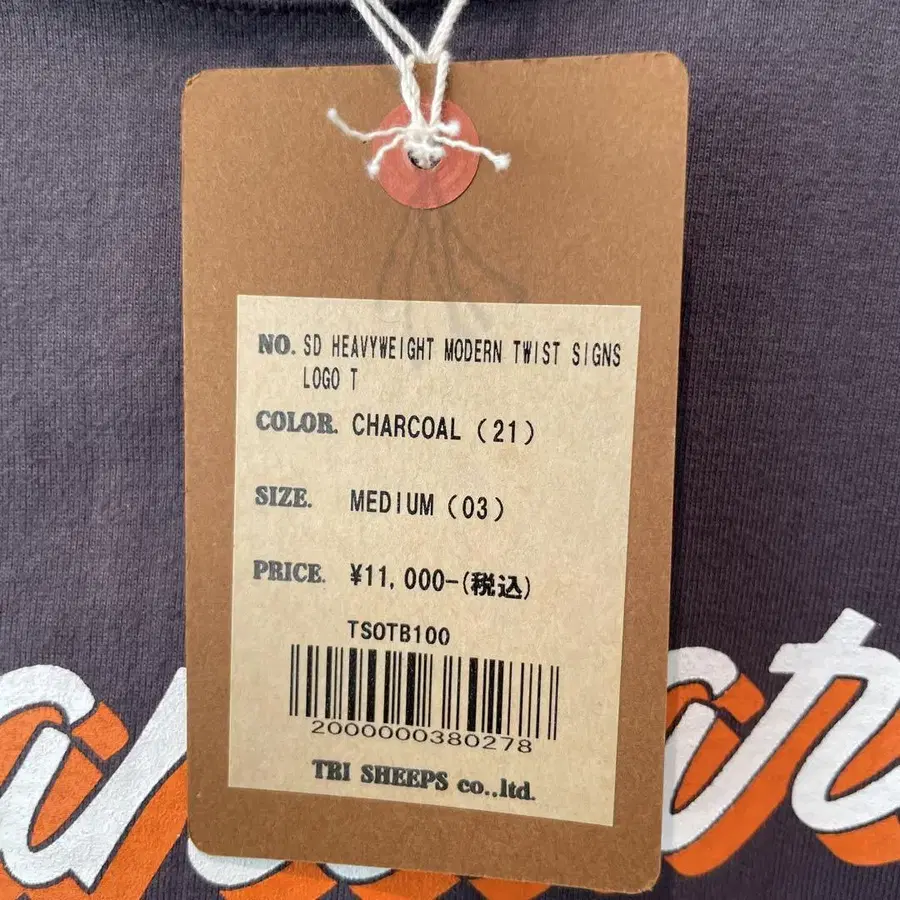 NO. SD HEAVYWEIGHT MODERN TWIST SIGNS
LOGO T
COLOR. CHARCOAL (21)
SIZE. MEDIUM (03)
PRICE. ¥11,000-(税込)
TSOTB100
2000000380278
TRI SHEEPS co.,ltd.